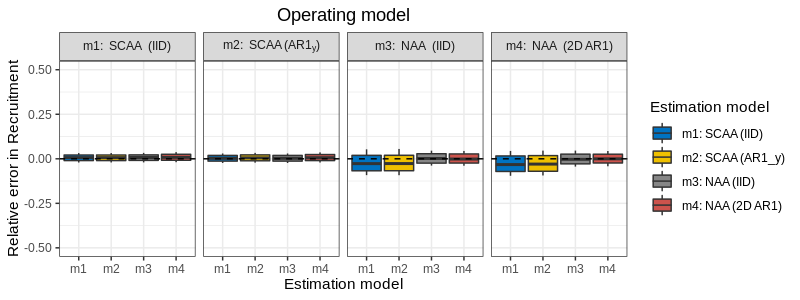 Operating model
m1: SCAA (IID)
m2: SCAA (AR1y)
m3: NAA (IID)
m4: NAA (2D AR1)
Relative error in Recruitment
0.50
0.25
0.00
-0.25
-0.50
m1 m2 m3 m4
m1 m2 m3 m4
m1 m2 m3 m4
m1 m2 m3 m4
Estimation model
Estimation model
m1: SCAA (IID)
m2: SCAA (AR1_y)
m3: NAA (IID)
m4: NAA (2D AR1)